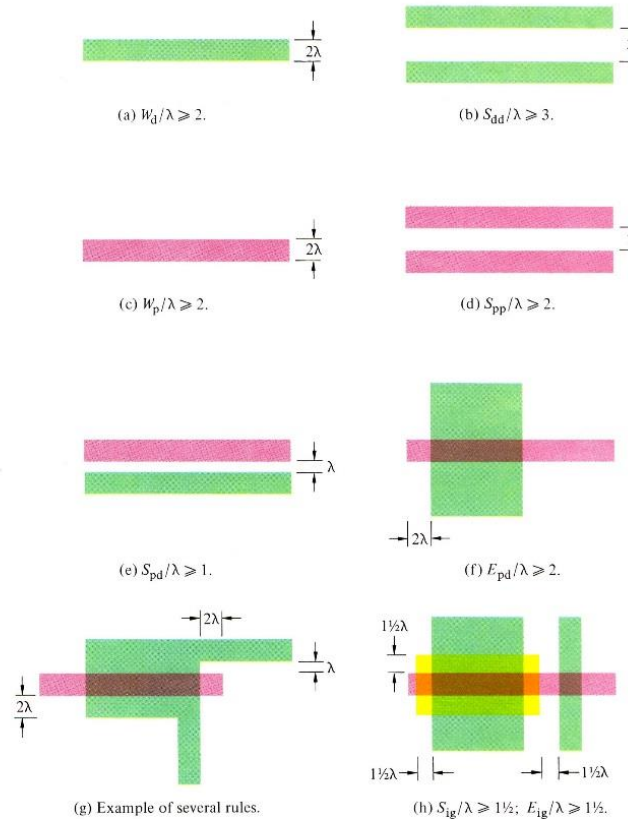 2λ
(a) W_d/λ ⩾ 2.
(b) S_dd/λ ⩾ 3.
2λ
(c) W_p/λ ⩾ 2.
(d) S_pp/λ ⩾ 2.
λ
(e) S_pd/λ ⩾ 1.
2λ
(f) E_pd/λ ⩾ 2.
2λ
λ
2λ
(g) Example of several rules.
1½λ
1½λ
1½λ
(h) S_ig/λ ⩾ 1½; E_ig/λ ⩾ 1½.